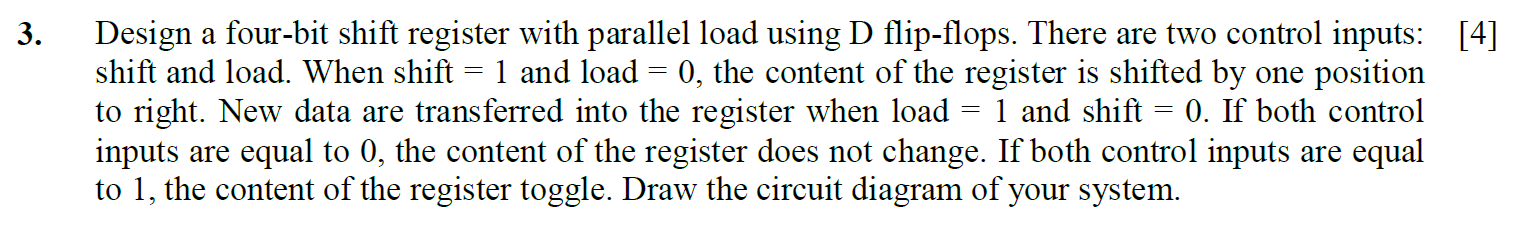 3. Design a four-bit shift register with parallel load using D flip-flops. There are two control inputs: [4]
shift and load. When shift = 1 and load = 0, the content of the register is shifted by one position
to right. New data are transferred into the register when load = 1 and shift = 0. If both control
inputs are equal to 0, the content of the register does not change. If both control inputs are equal
to 1, the content of the register toggle. Draw the circuit diagram of your system.